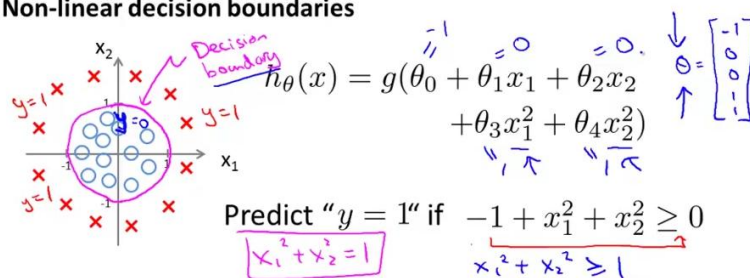 Non-linear decision boundaries
x₂
Decision
boundary
-1
= 0
= 0.
θ = [-1 0 0 1 1]
hθ(x) = g(θ₀ + θ₁x₁ + θ₂x₂
+θ₃x₁² + θ₄x₂²)
"1
"1
y=1
y=1
y=1
y=0
1
-1
1
-1
x₁
Predict “y = 1“ if −1 + x₁² + x₂² ≥ 0
x₁² + x₂² = 1
x₁² + x₂² ≥ 1